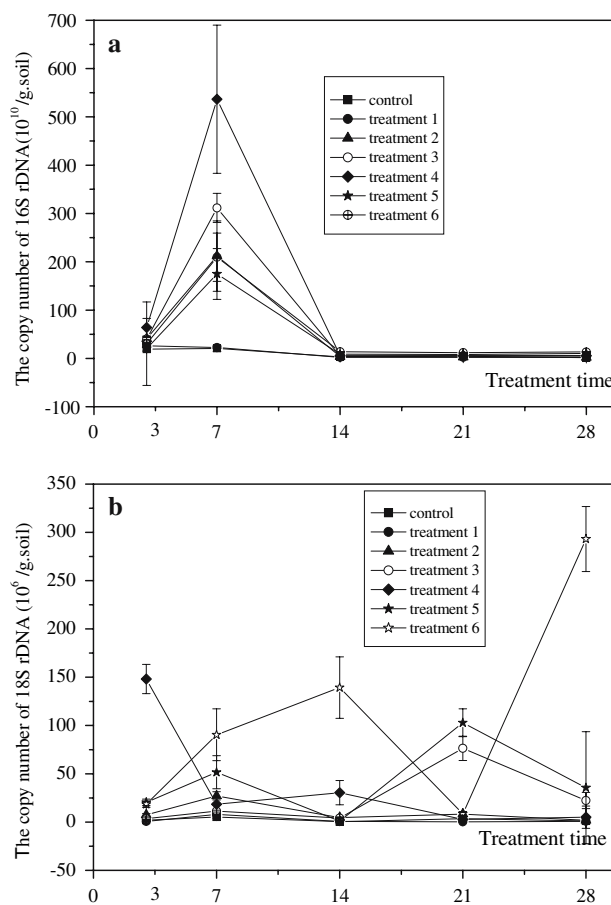 a
The copy number of 16S rDNA(10¹⁰/g.soil)
700
600
500
400
300
200
100
0
-100
control
treatment 1
treatment 2
treatment 3
treatment 4
treatment 5
treatment 6
Treatment time
0 3 7 14 21 28
b
The copy number of 18S rDNA (10⁶/g.soil)
350
300
250
200
150
100
50
0
-50
control
treatment 1
treatment 2
treatment 3
treatment 4
treatment 5
treatment 6
Treatment time
0 3 7 14 21 28